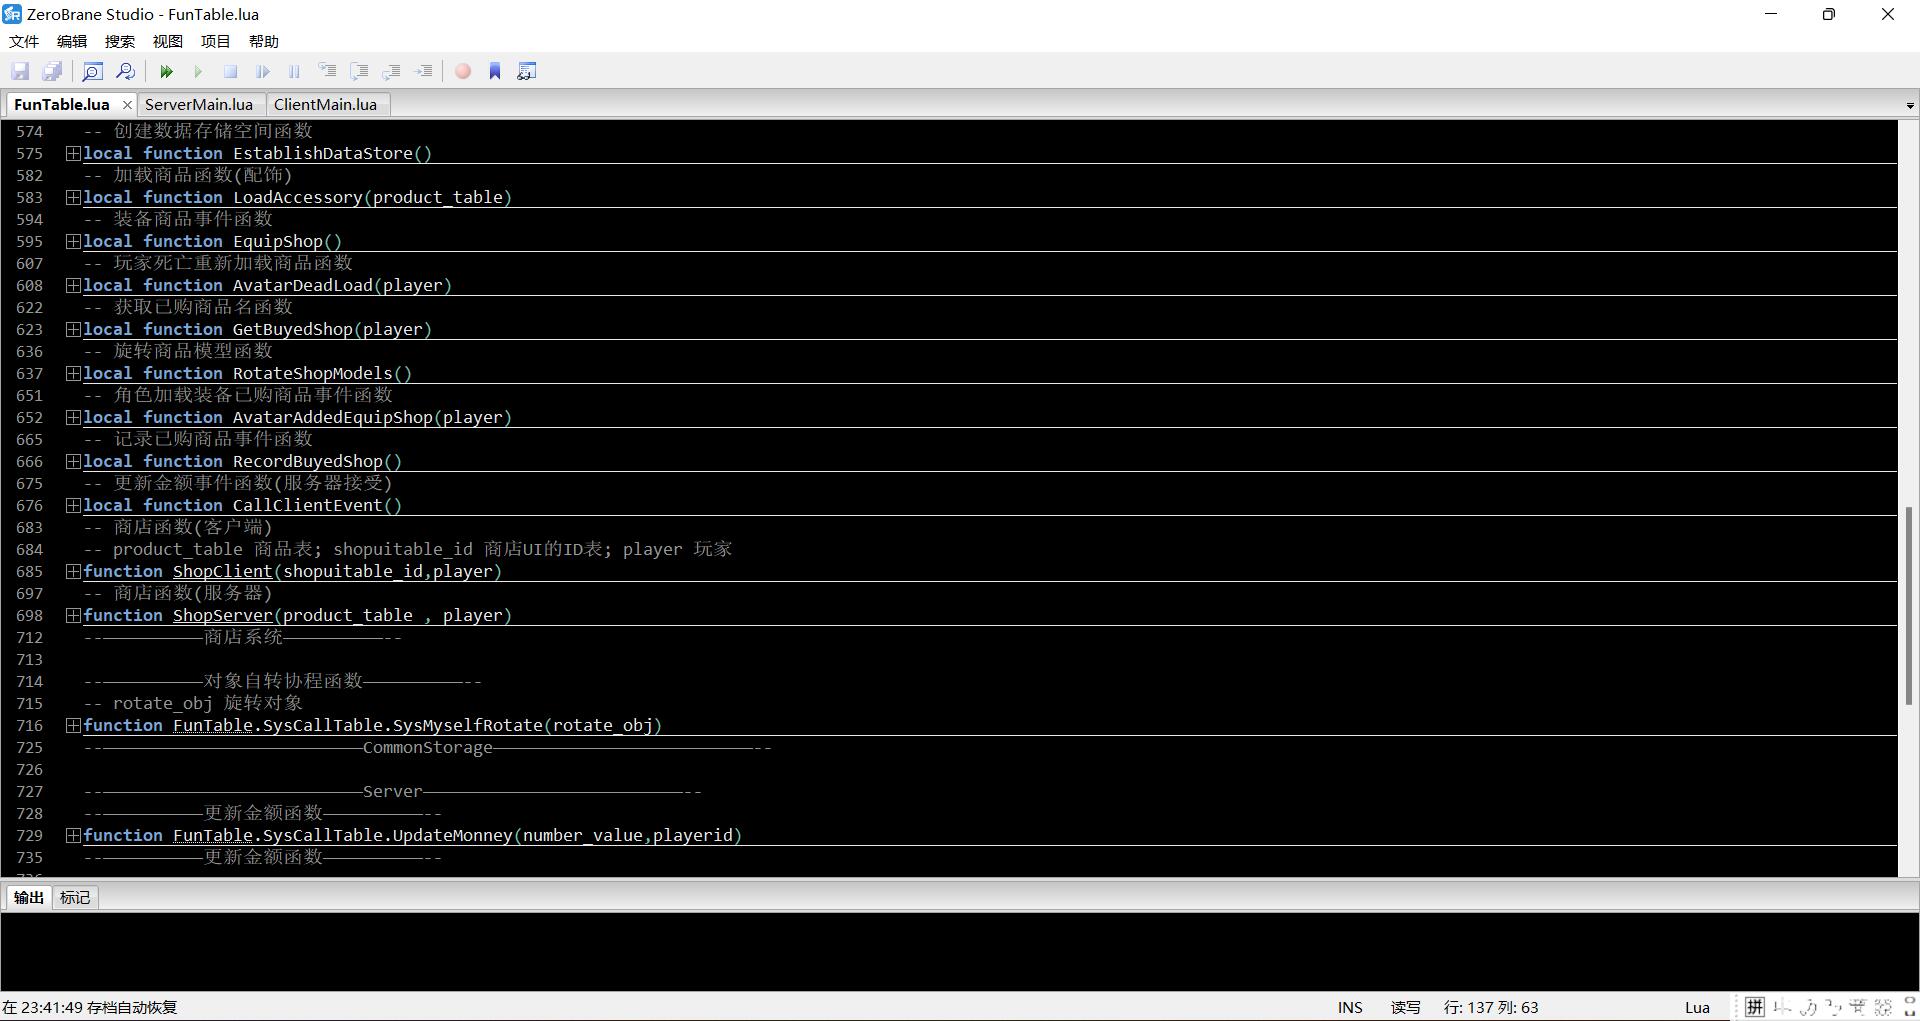 ZeroBrane Studio - FunTable.lua
文件 编辑 搜索 视图 项目 帮助
FunTable.lua ServerMain.lua ClientMain.lua
574 -- 创建数据存储空间函数
575 local function EstablishDataStore()
582 -- 加载商品函数(配饰)
583 local function LoadAccessory(product_table)
594 -- 装备商品事件函数
595 local function EquipShop()
607 -- 玩家死亡重新加载商品函数
608 local function AvatarDeadLoad(player)
622 -- 获取已购商品名函数
623 local function GetBuyedShop(player)
636 -- 旋转商品模型函数
637 local function RotateShopModels()
651 -- 角色加载装备已购商品事件函数
652 local function AvatarAddedEquipShop(player)
665 -- 记录已购商品事件函数
666 local function RecordBuyedShop()
675 -- 更新金额事件函数(服务器接受)
676 local function CallClientEvent()
683 -- 商店函数(客户端)
684 -- product_table 商品表; shopuitable_id 商店UI的ID表; player 玩家
685 function ShopClient(shopuitable_id,player)
697 -- 商店函数(服务器)
698 function ShopServer(product_table , player)
712 --——————————商店系统——————————--
713
714 --——————————对象自转协程函数——————————--
715 -- rotate_obj 旋转对象
716 function FunTable.SysCallTable.SysMyselfRotate(rotate_obj)
725 --——————————————————————————CommonStorage——————————————————————————--
726
727 --——————————————————————————Server——————————————————————————--
728 --——————————更新金额函数——————————--
729 function FunTable.SysCallTable.UpdateMonney(number_value,playerid)
735 --——————————更新金额函数——————————--
输出 标记
在 23:41:49 存档自动恢复 INS 读写 行: 137 列: 63 Lua 拼